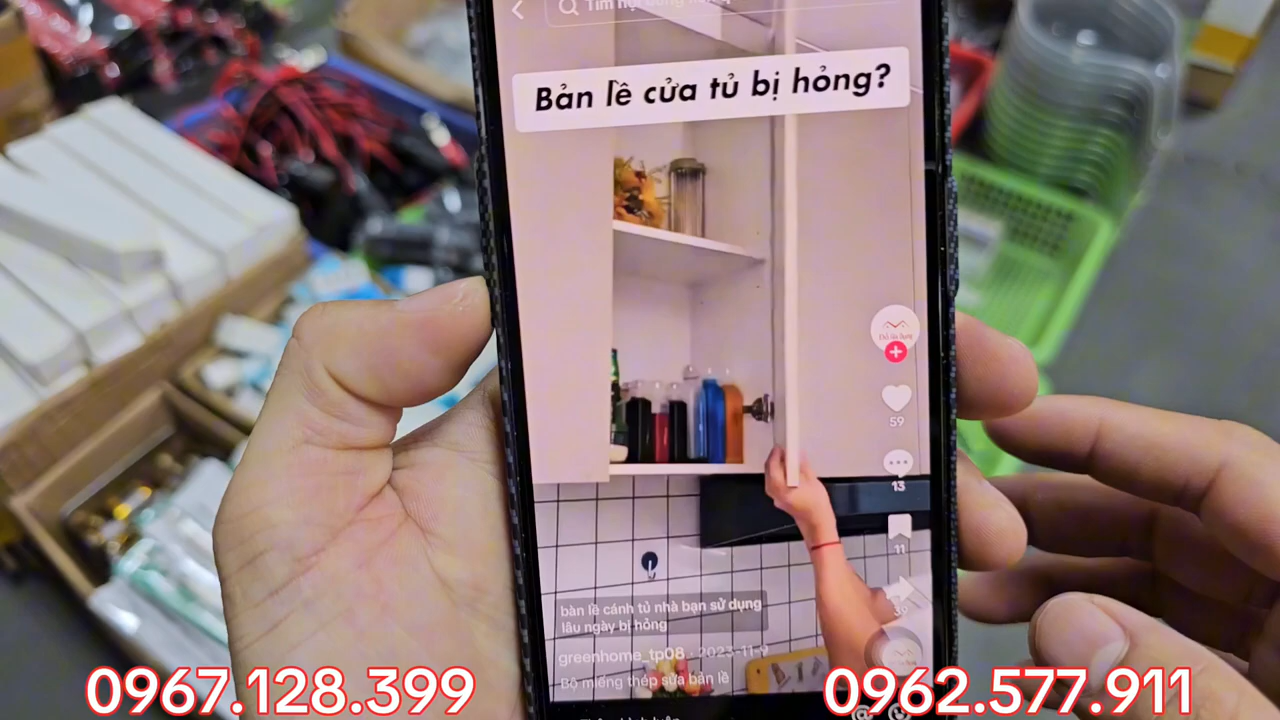 Bản lề cửa tủ bị hỏng?
59
13
11
39
bản lề cánh tủ nhà bạn sử dụng
lâu ngày bị hỏng
greenhome_tp08 · 2023-11-9
Bộ miếng thép sửa bản lề
0967.128.399
0962.577.911